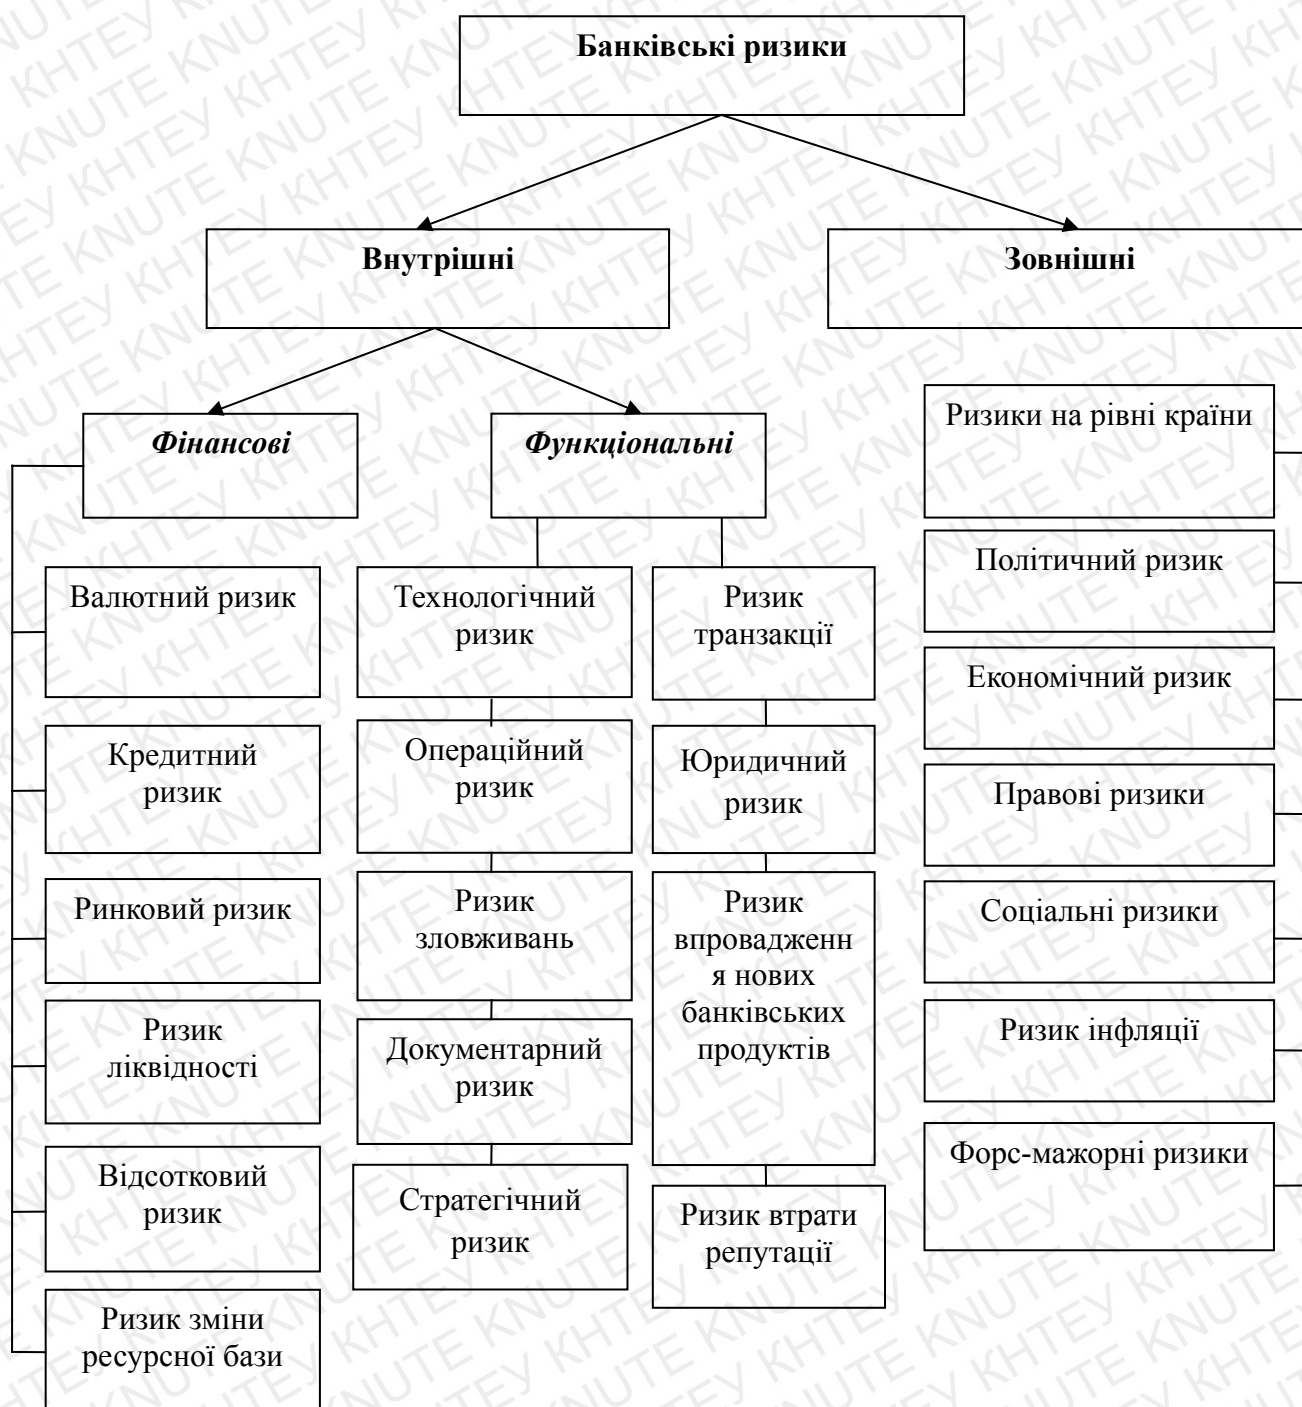 Банківські ризики
Внутрішні
Зовнішні
Фінансові
Функціональні
Валютний ризик
Кредитний
ризик
Ринковий ризик
Ризик
ліквідності
Відсотковий
ризик
Ризик зміни
ресурсної бази
Технологічний
ризик
Операційний
ризик
Ризик
зловживань
Документарний
ризик
Стратегічний
ризик
Ризик
транзакції
Юридичний
ризик
Ризик
впровадженн
я нових
банківських
продуктів
Ризик втрати
репутації
Ризики на рівні країни
Політичний ризик
Економічний ризик
Правові ризики
Соціальні ризики
Ризик інфляції
Форс-мажорні ризики